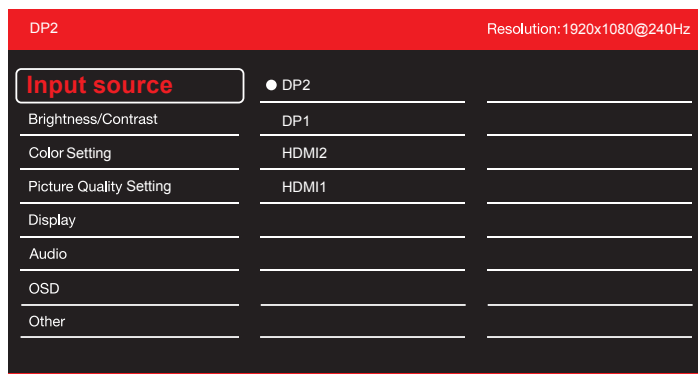 DP2 Resolution:1920x1080@240Hz
Input source DP2
Brightness/Contrast DP1
Color Setting HDMI2
Picture Quality Setting HDMI1
Display
Audio
OSD
Other